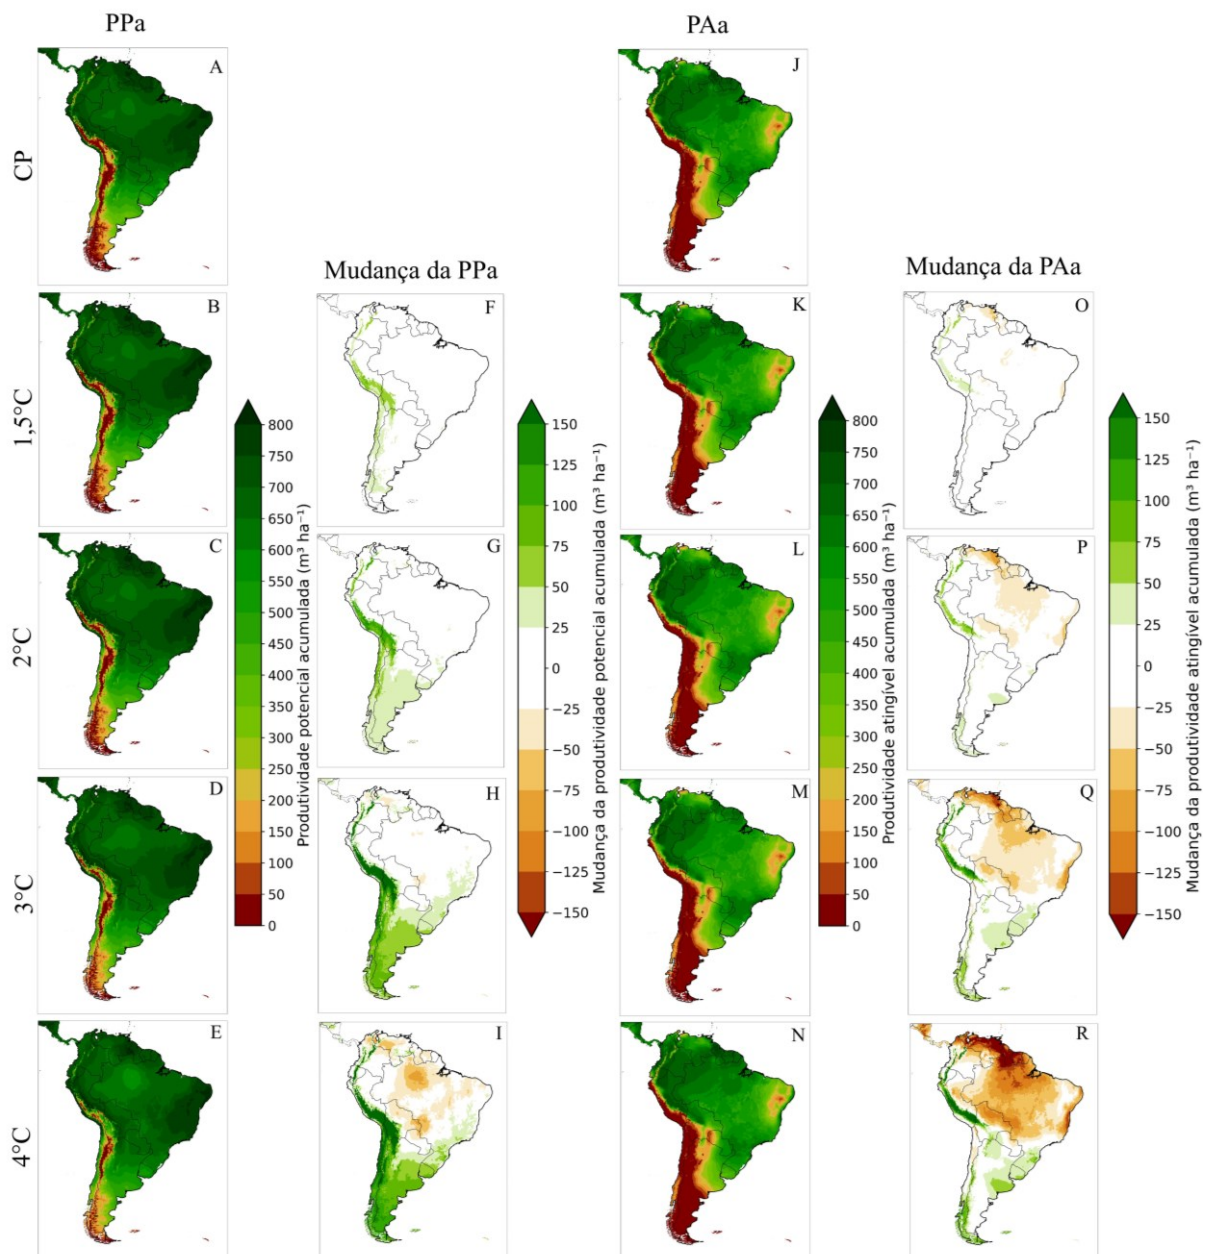 PPa
PAa
CP
A
J
Mudança da PPa
Mudança da PAa
1,5°C
B
F
K
O
2°C
C
G
L
P
3°C
D
H
M
Q
4°C
E
I
N
R
800
750
700
650
600
550
500
450
400
350
300
250
200
150
100
50
0
Produtividade potencial acumulada (m³ ha⁻¹)
150
125
100
75
50
25
0
−25
−50
−75
−100
−125
−150
Mudança da produtividade potencial acumulada (m³ ha⁻¹)
800
750
700
650
600
550
500
450
400
350
300
250
200
150
100
50
0
Produtividade atingível acumulada (m³ ha⁻¹)
150
125
100
75
50
25
0
−25
−50
−75
−100
−125
−150
Mudança da produtividade atingível acumulada (m³ ha⁻¹)